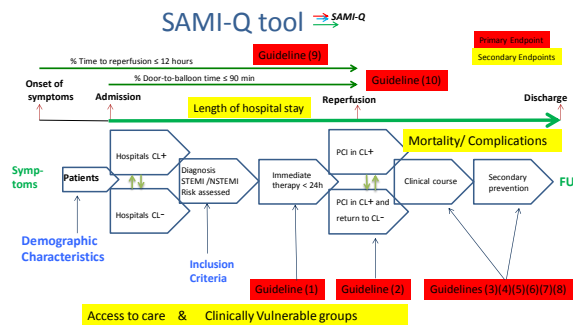 SAMI-Q tool
SAMI-Q
% Time to reperfusion ≤ 12 hours
Guideline (9)
Primary Endpoint
Secondary Endpoints
% Door-to-balloon time ≤ 90 min
Guideline (10)
Onset of
symptoms
Admission
Length of hospital stay
Reperfusion
Discharge
Mortality/ Complications
Symp-
toms
Patients
Hospitals CL+
Hospitals CL-
Diagnosis
STEMI /NSTEMI
Risk assessed
Immediate
therapy < 24h
PCI in CL+
PCI in CL+ and
return to CL-
Clinical course
Secondary
prevention
FU
Demographic
Characteristics
Inclusion
Criteria
Guideline (1)
Guideline (2)
Guidelines (3)(4)(5)(6)(7)(8)
Access to care & Clinically Vulnerable groups